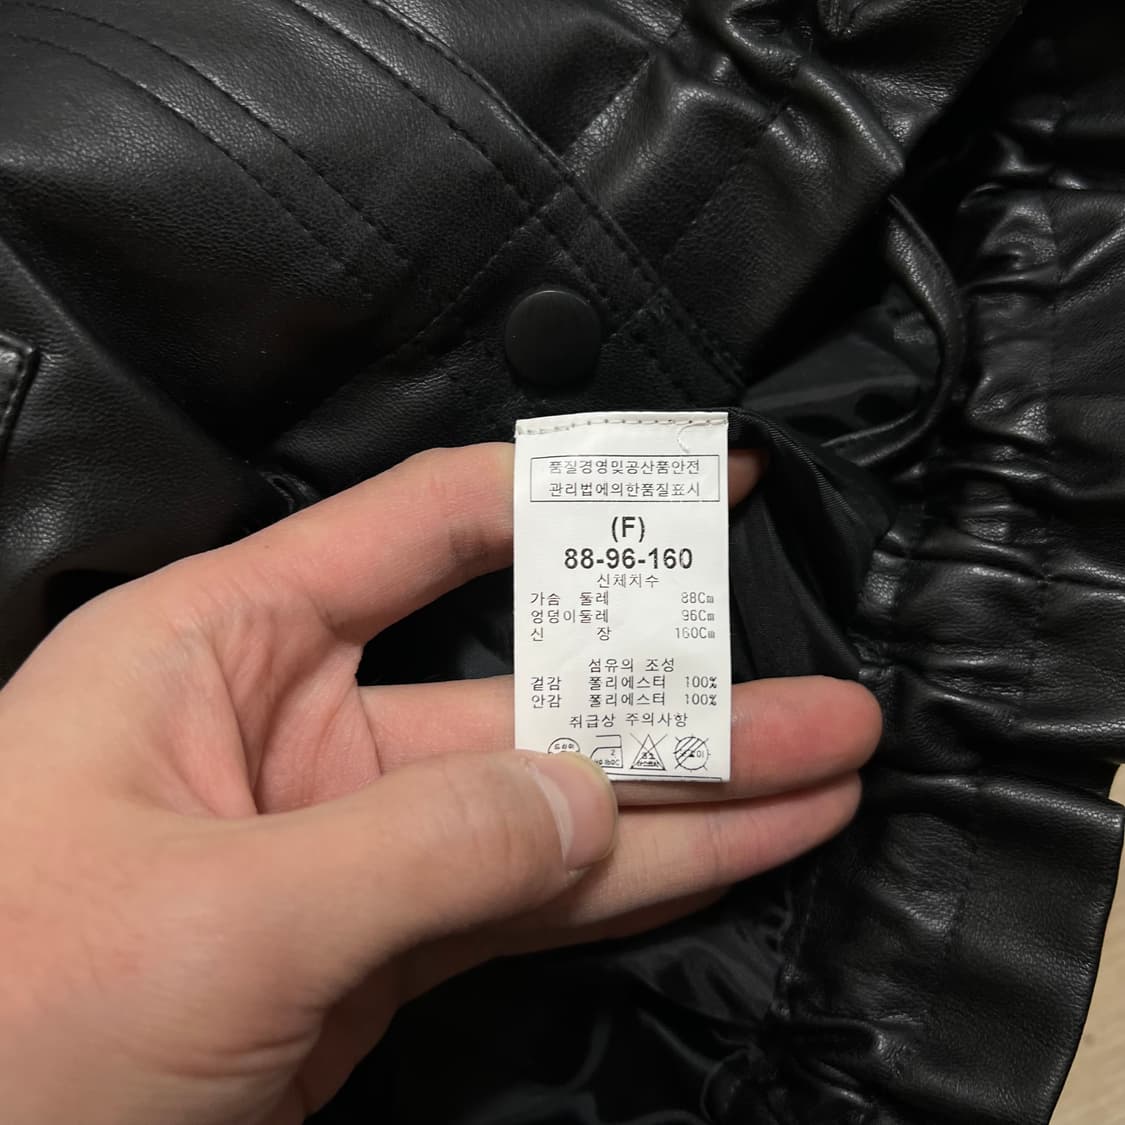 품질경영및공산품안전
관리법에의한품질표시
(F)
88-96-160
신체치수
가슴 둘레 88Cm
엉덩이둘레 96Cm
신 장 160Cm
섬유의 조성
겉감 폴리에스터 100%
안감 폴리에스터 100%
취급상 주의사항